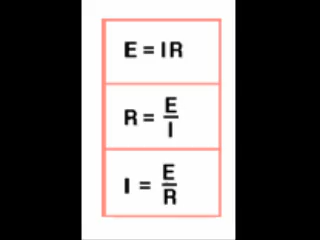 E = IR
R = E/I
I = E/R